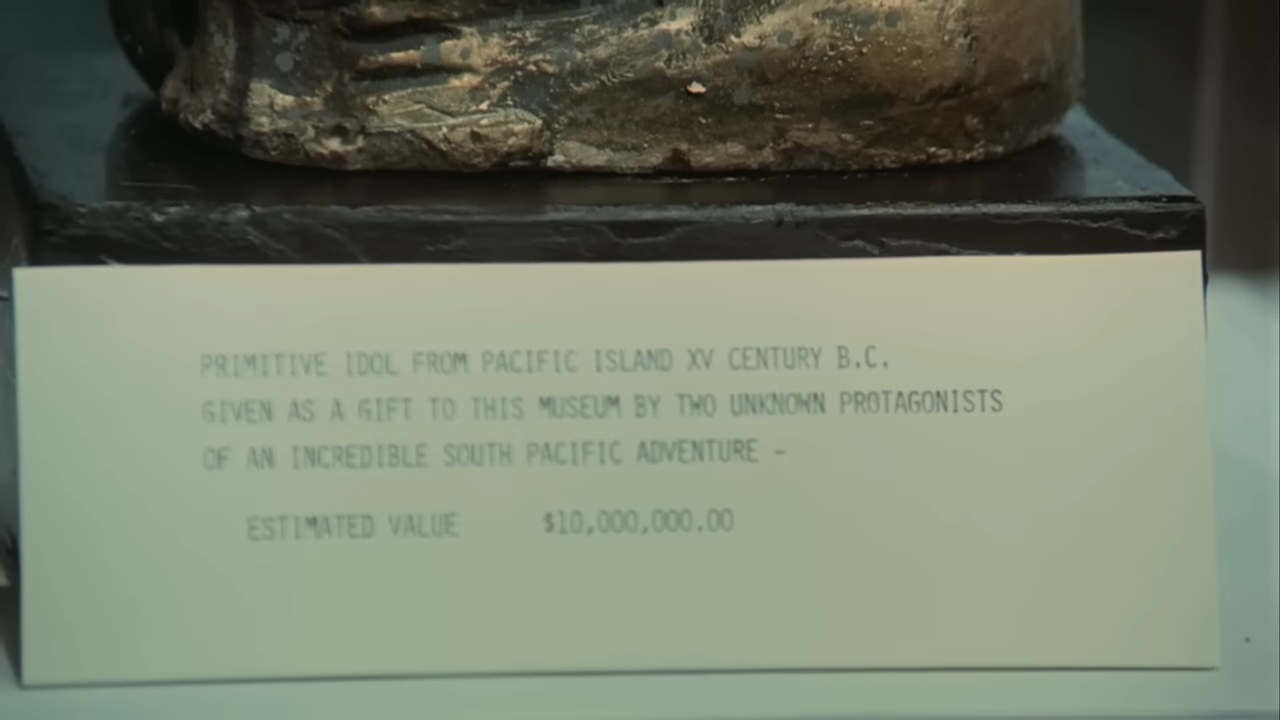 PRIMITIVE IDOL FROM PACIFIC ISLAND XV CENTURY B.C.
GIVEN AS A GIFT TO THIS MUSEUM BY TWO UNKNOWN PROTAGONISTS
OF AN INCREDIBLE SOUTH PACIFIC ADVENTURE -
ESTIMATED VALUE $10,000,000.00